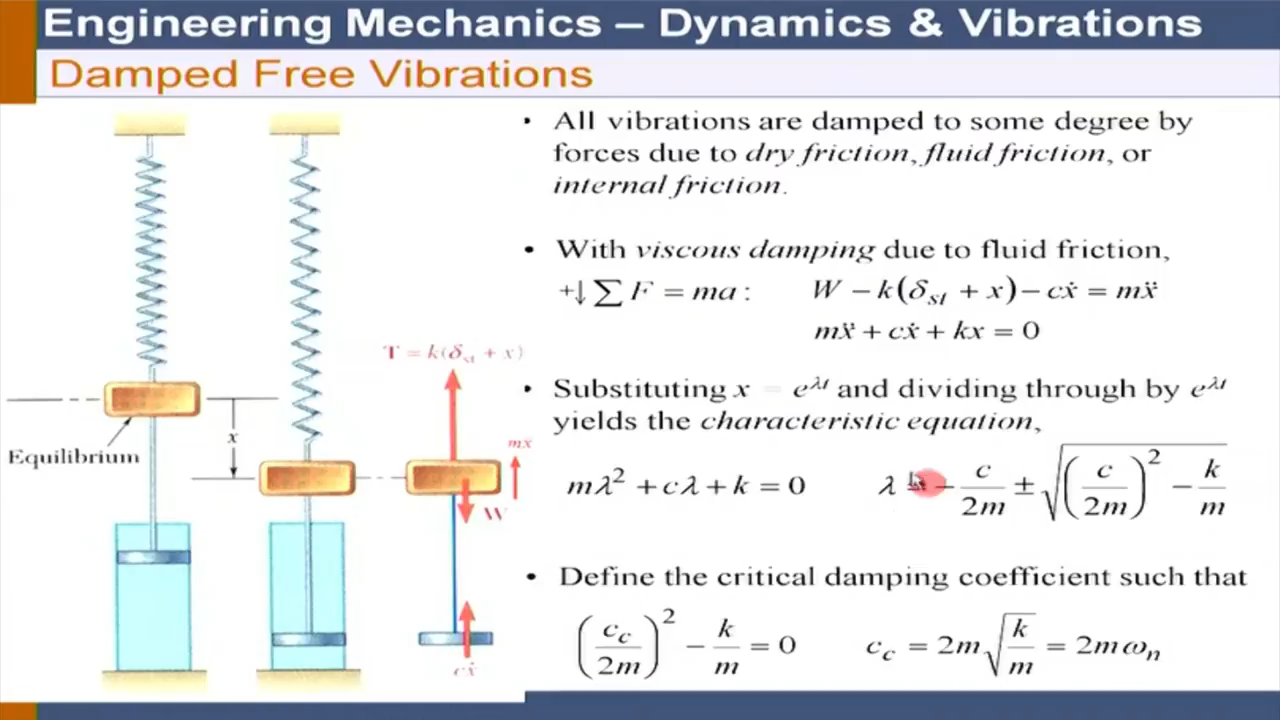 Engineering Mechanics – Dynamics & Vibrations
Damped Free Vibrations
• All vibrations are damped to some degree by
forces due to dry friction, fluid friction, or
internal friction.
• With viscous damping due to fluid friction,
+↓ ∑ F = ma : W − k(δst + x) − cẋ = mẍ
mẍ + cẋ + kx = 0
• Substituting x = e^λt and dividing through by e^λt
yields the characteristic equation,
mλ² + cλ + k = 0 λ = − c/2m ± √((c/2m)² − k/m)
• Define the critical damping coefficient such that
(c_c/2m)² − k/m = 0 c_c = 2m√(k/m) = 2mω_n
T = k(δst + x)
x
Equilibrium
mẍ
W
cẋ